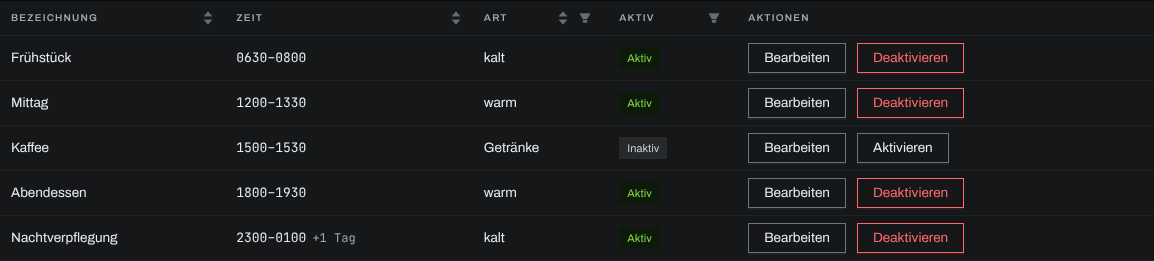 BEZEICHNUNG ZEIT ART AKTIV AKTIONEN
Frühstück 0630–0800 kalt Aktiv Bearbeiten Deaktivieren
Mittag 1200–1330 warm Aktiv Bearbeiten Deaktivieren
Kaffee 1500–1530 Getränke Inaktiv Bearbeiten Aktivieren
Abendessen 1800–1930 warm Aktiv Bearbeiten Deaktivieren
Nachtverpflegung 2300–0100 +1 Tag kalt Aktiv Bearbeiten Deaktivieren